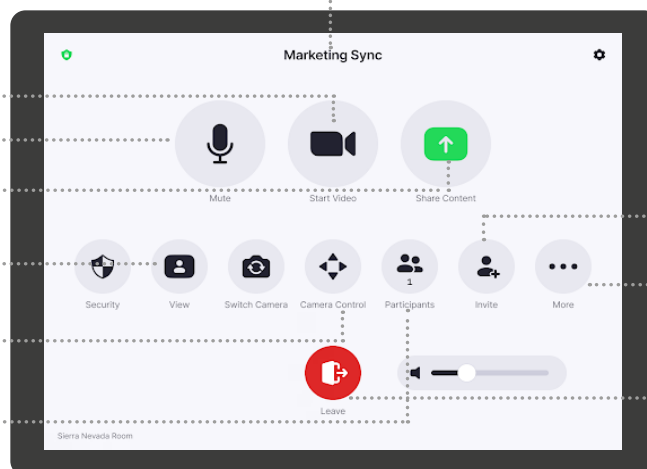 Marketing Sync
Mute
Start Video
Share Content
Security
View
Switch Camera
Camera Control
1
Participants
Invite
More
Leave
Sierra Nevada Room